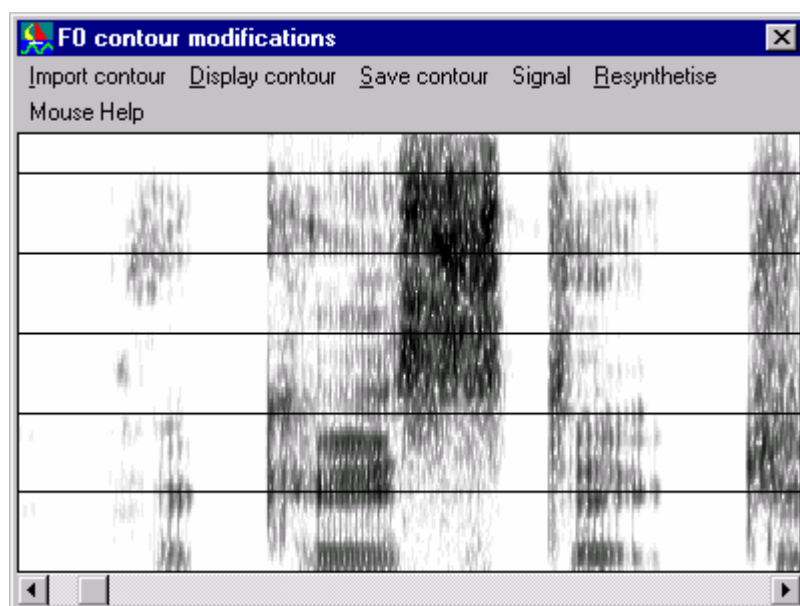 F0 contour modifications
Import contour Display contour Save contour Signal Resynthetise
Mouse Help